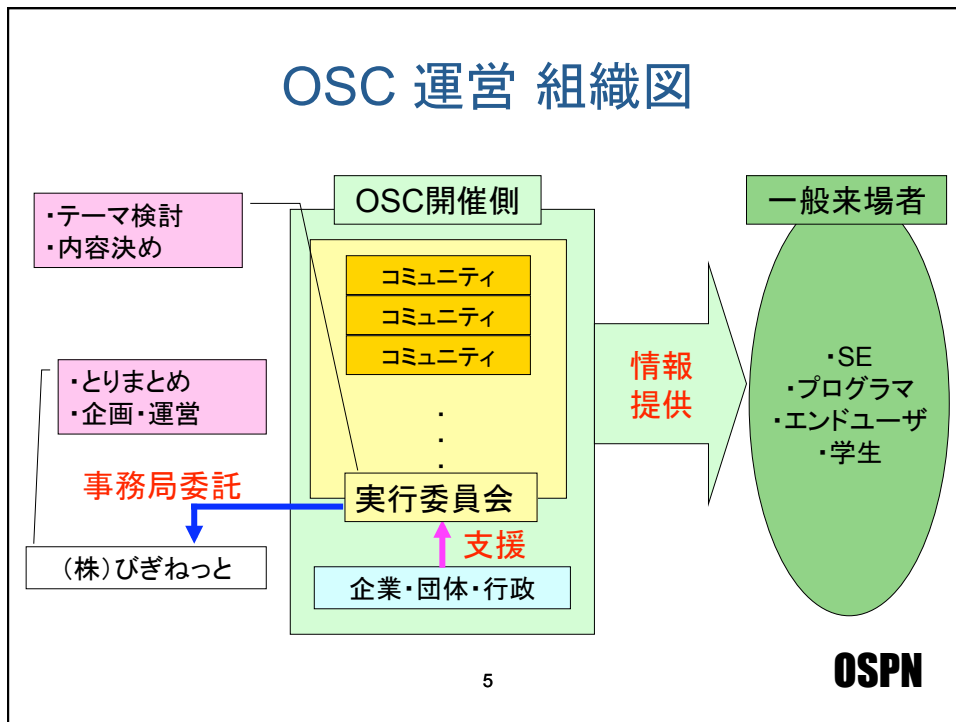 OSC 運営 組織図
・テーマ検討
・内容決め
OSC開催側
一般来場者
コミュニティ
コミュニティ
コミュニティ
・
・
・
・とりまとめ
・企画・運営
情報
提供
・SE
・プログラマ
・エンドユーザ
・学生
事務局委託
実行委員会
支援
(株)びぎねっと
企業・団体・行政
5
OSPN